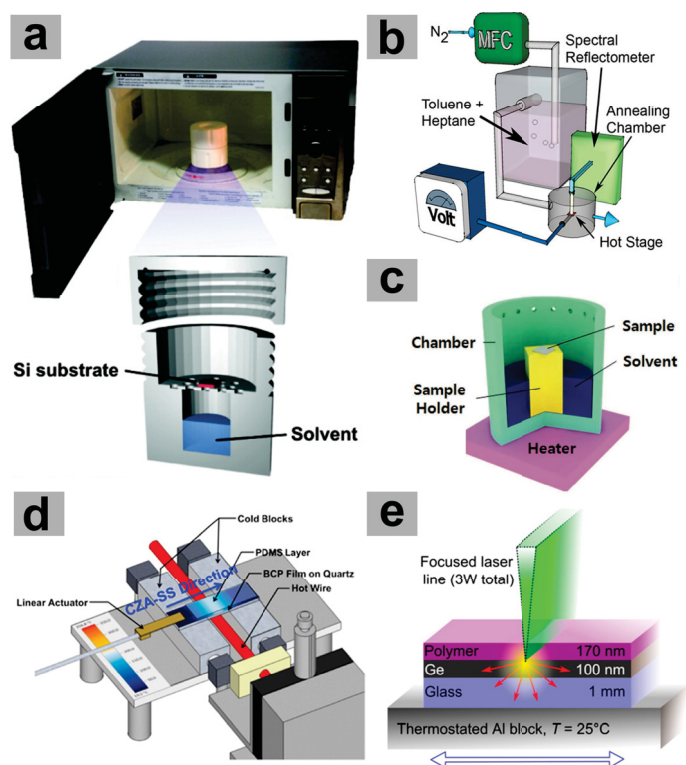 a
Si substrate
Solvent
b
N2
MFC
Spectral
Reflectometer
Toluene +
Heptane
Annealing
Chamber
Volt
Hot Stage
c
Chamber
Sample
Solvent
Sample
Holder
Heater
d
Cold Blocks
PDMS Layer
BCP Film on Quartz
Hot Wire
CZA-SS Direction
Linear Actuator
e
Focused laser
line (3W total)
Polymer 170 nm
Ge 100 nm
Glass 1 mm
Thermostated Al block, T = 25°C